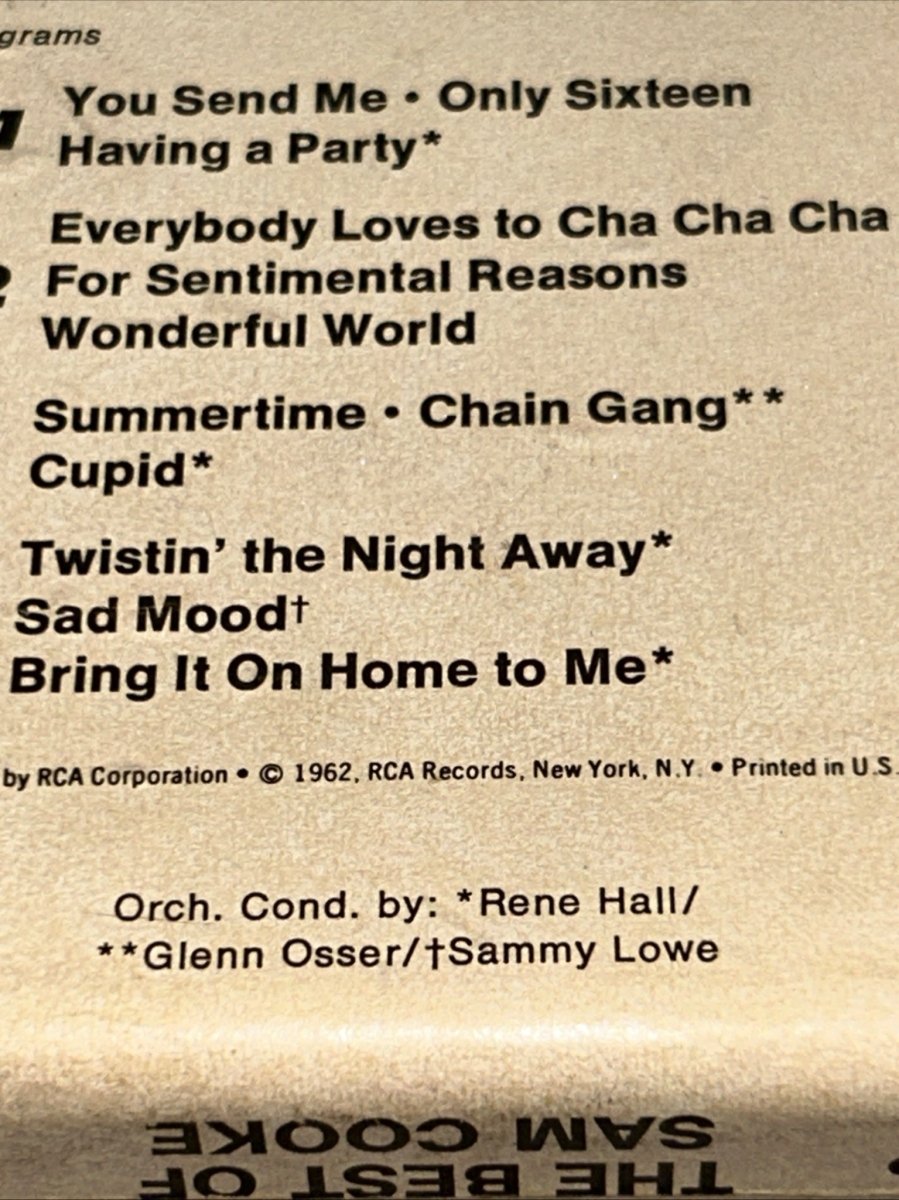 grams
1 You Send Me • Only Sixteen
Having a Party*
Everybody Loves to Cha Cha Cha
2 For Sentimental Reasons
Wonderful World
Summertime • Chain Gang**
Cupid*
Twistin' the Night Away*
Sad Mood†
Bring It On Home to Me*
by RCA Corporation • © 1962, RCA Records, New York, N.Y. • Printed in U.S.
Orch. Cond. by: *Rene Hall/
**Glenn Osser/†Sammy Lowe
THE BEST OF
SAM COOKE